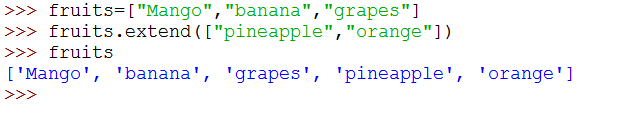 >>> fruits=["Mango","banana","grapes"]
>>> fruits.extend(["pineapple","orange"])
>>> fruits
['Mango', 'banana', 'grapes', 'pineapple', 'orange']
>>>